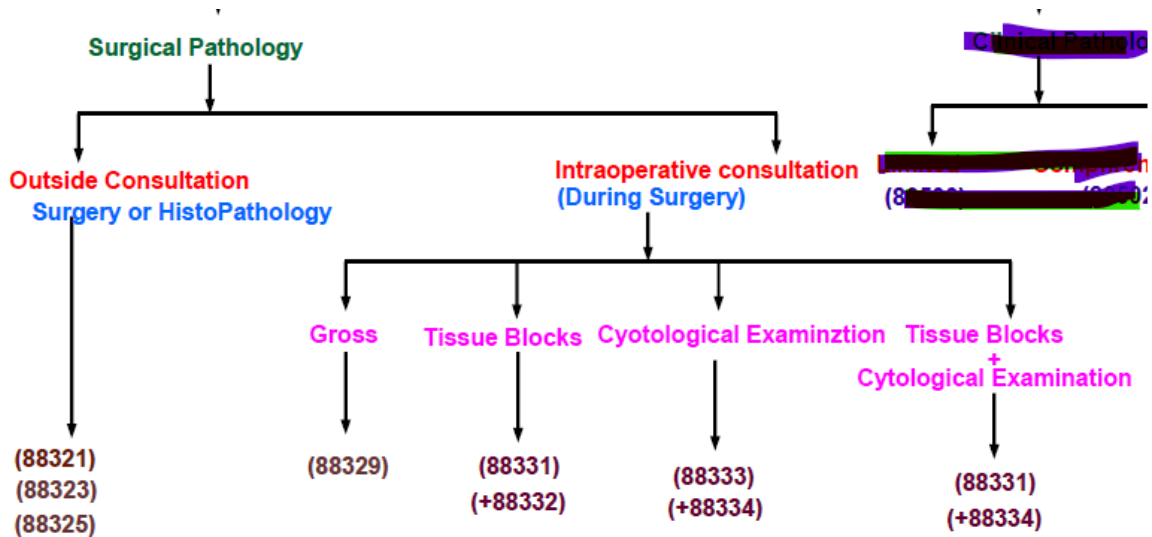 Surgical Pathology
Outside Consultation
Surgery or HistoPathology
(88321)
(88323)
(88325)
Intraoperative consultation
(During Surgery)
Gross
(88329)
Tissue Blocks
(88331)
(+88332)
Cyotological Examinztion
(88333)
(+88334)
Tissue Blocks
+
Cytological Examination
(88331)
(+88334)